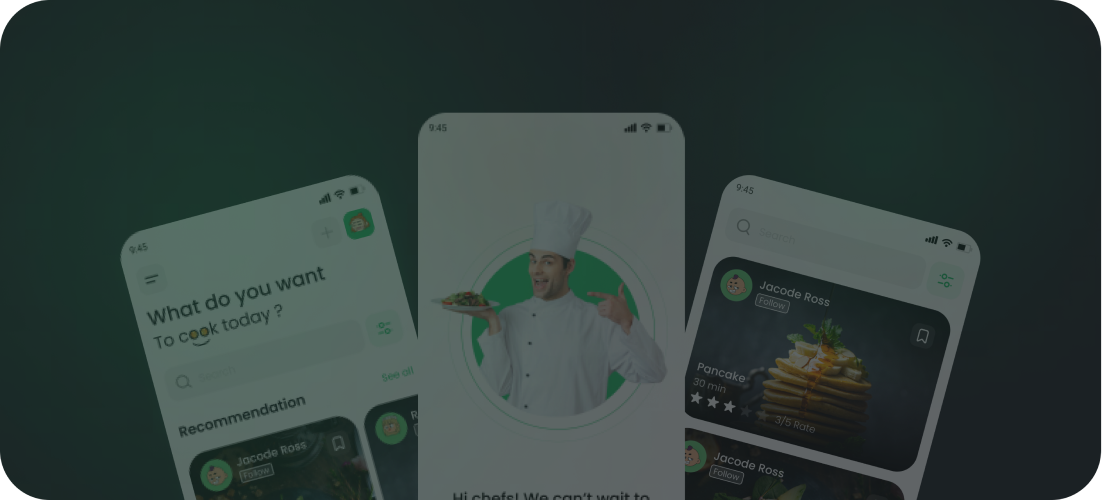 9:45
What do you want
To cook today ?
Search
See all
Recommendation
Jacode Ross
Follow
R
9:45
Hi chefs! We can't wait to
9:45
Search
Jacode Ross
Follow
Pancake
30 min
3/5 Rate
Jacode Ross
Follow